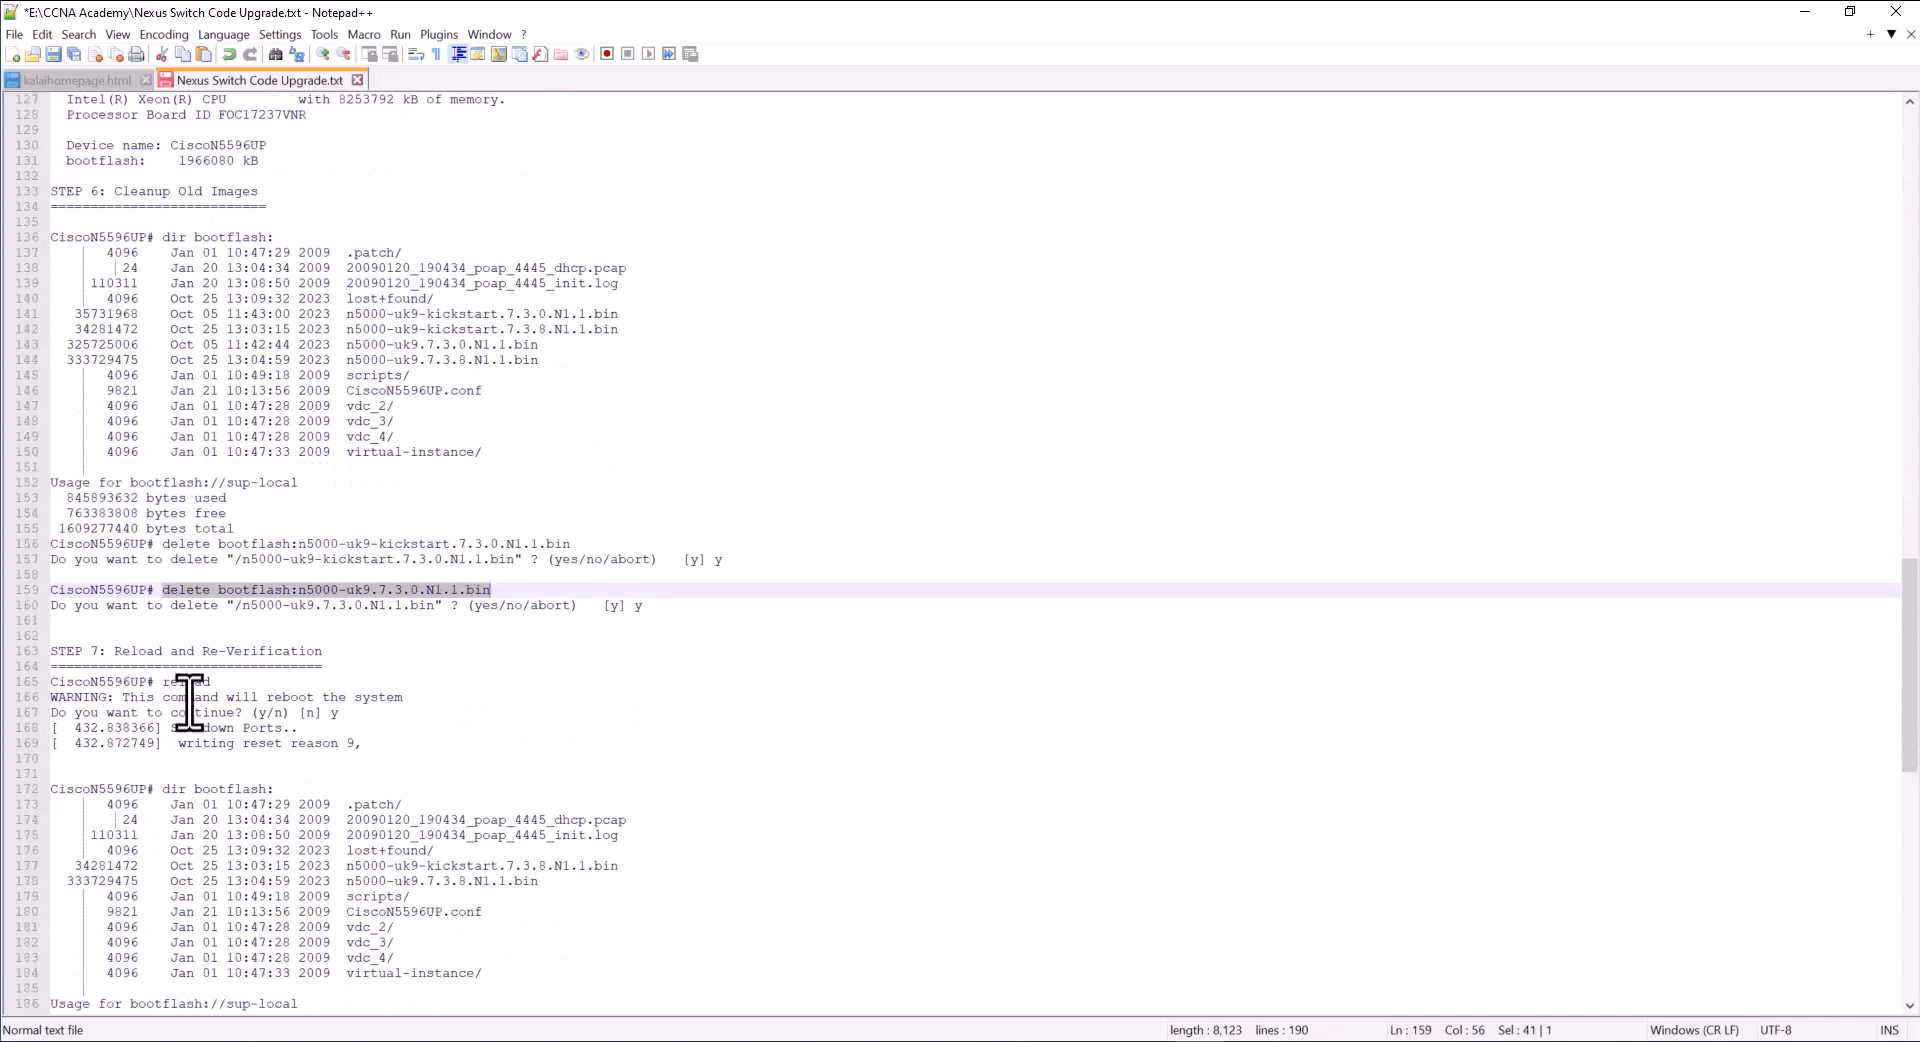 *E:\CCNA Academy\Nexus Switch Code Upgrade.txt - Notepad++
File Edit Search View Encoding Language Settings Tools Macro Run Plugins Window ?
kalaihomepage.html Nexus Switch Code Upgrade.txt
127 Intel(R) Xeon(R) CPU with 8253792 kB of memory.
128 Processor Board ID FOC17237VNR
129
130 Device name: CiscoN5596UP
131 bootflash: 1966080 kB
132
133 STEP 6: Cleanup Old Images
134 ===========================
135
136 CiscoN5596UP# dir bootflash:
137 4096 Jan 01 10:47:29 2009 .patch/
138 24 Jan 20 13:04:34 2009 20090120_190434_poap_4445_dhcp.pcap
139 110311 Jan 20 13:08:50 2009 20090120_190434_poap_4445_init.log
140 4096 Oct 25 13:09:32 2023 lost+found/
141 35731968 Oct 05 11:43:00 2023 n5000-uk9-kickstart.7.3.0.N1.1.bin
142 34281472 Oct 25 13:03:15 2023 n5000-uk9-kickstart.7.3.8.N1.1.bin
143 325725006 Oct 05 11:42:44 2023 n5000-uk9.7.3.0.N1.1.bin
144 333729475 Oct 25 13:04:59 2023 n5000-uk9.7.3.8.N1.1.bin
145 4096 Jan 01 10:49:18 2009 scripts/
146 9821 Jan 21 10:13:56 2009 CiscoN5596UP.conf
147 4096 Jan 01 10:47:28 2009 vdc_2/
148 4096 Jan 01 10:47:28 2009 vdc_3/
149 4096 Jan 01 10:47:28 2009 vdc_4/
150 4096 Jan 01 10:47:33 2009 virtual-instance/
151
152 Usage for bootflash://sup-local
153 845893632 bytes used
154 763383808 bytes free
155 1609277440 bytes total
156 CiscoN5596UP# delete bootflash:n5000-uk9-kickstart.7.3.0.N1.1.bin
157 Do you want to delete "/n5000-uk9-kickstart.7.3.0.N1.1.bin" ? (yes/no/abort) [y] y
158
159 CiscoN5596UP# delete bootflash:n5000-uk9.7.3.0.N1.1.bin
160 Do you want to delete "/n5000-uk9.7.3.0.N1.1.bin" ? (yes/no/abort) [y] y
161
162
163 STEP 7: Reload and Re-Verification
164 ==================================
165 CiscoN5596UP# reload
166 WARNING: This command will reboot the system
167 Do you want to continue? (y/n) [n] y
168 [ 432.838366] Shutdown Ports..
169 [ 432.872749] writing reset reason 9,
170
171
172 CiscoN5596UP# dir bootflash:
173 4096 Jan 01 10:47:29 2009 .patch/
174 24 Jan 20 13:04:34 2009 20090120_190434_poap_4445_dhcp.pcap
175 110311 Jan 20 13:08:50 2009 20090120_190434_poap_4445_init.log
176 4096 Oct 25 13:09:32 2023 lost+found/
177 34281472 Oct 25 13:03:15 2023 n5000-uk9-kickstart.7.3.8.N1.1.bin
178 333729475 Oct 25 13:04:59 2023 n5000-uk9.7.3.8.N1.1.bin
179 4096 Jan 01 10:49:18 2009 scripts/
180 9821 Jan 21 10:13:56 2009 CiscoN5596UP.conf
181 4096 Jan 01 10:47:28 2009 vdc_2/
182 4096 Jan 01 10:47:28 2009 vdc_3/
183 4096 Jan 01 10:47:28 2009 vdc_4/
184 4096 Jan 01 10:47:33 2009 virtual-instance/
185
186 Usage for bootflash://sup-local
Normal text file length : 8,123 lines : 190 Ln : 159 Col : 56 Sel : 41 | 1 Windows (CR LF) UTF-8 INS